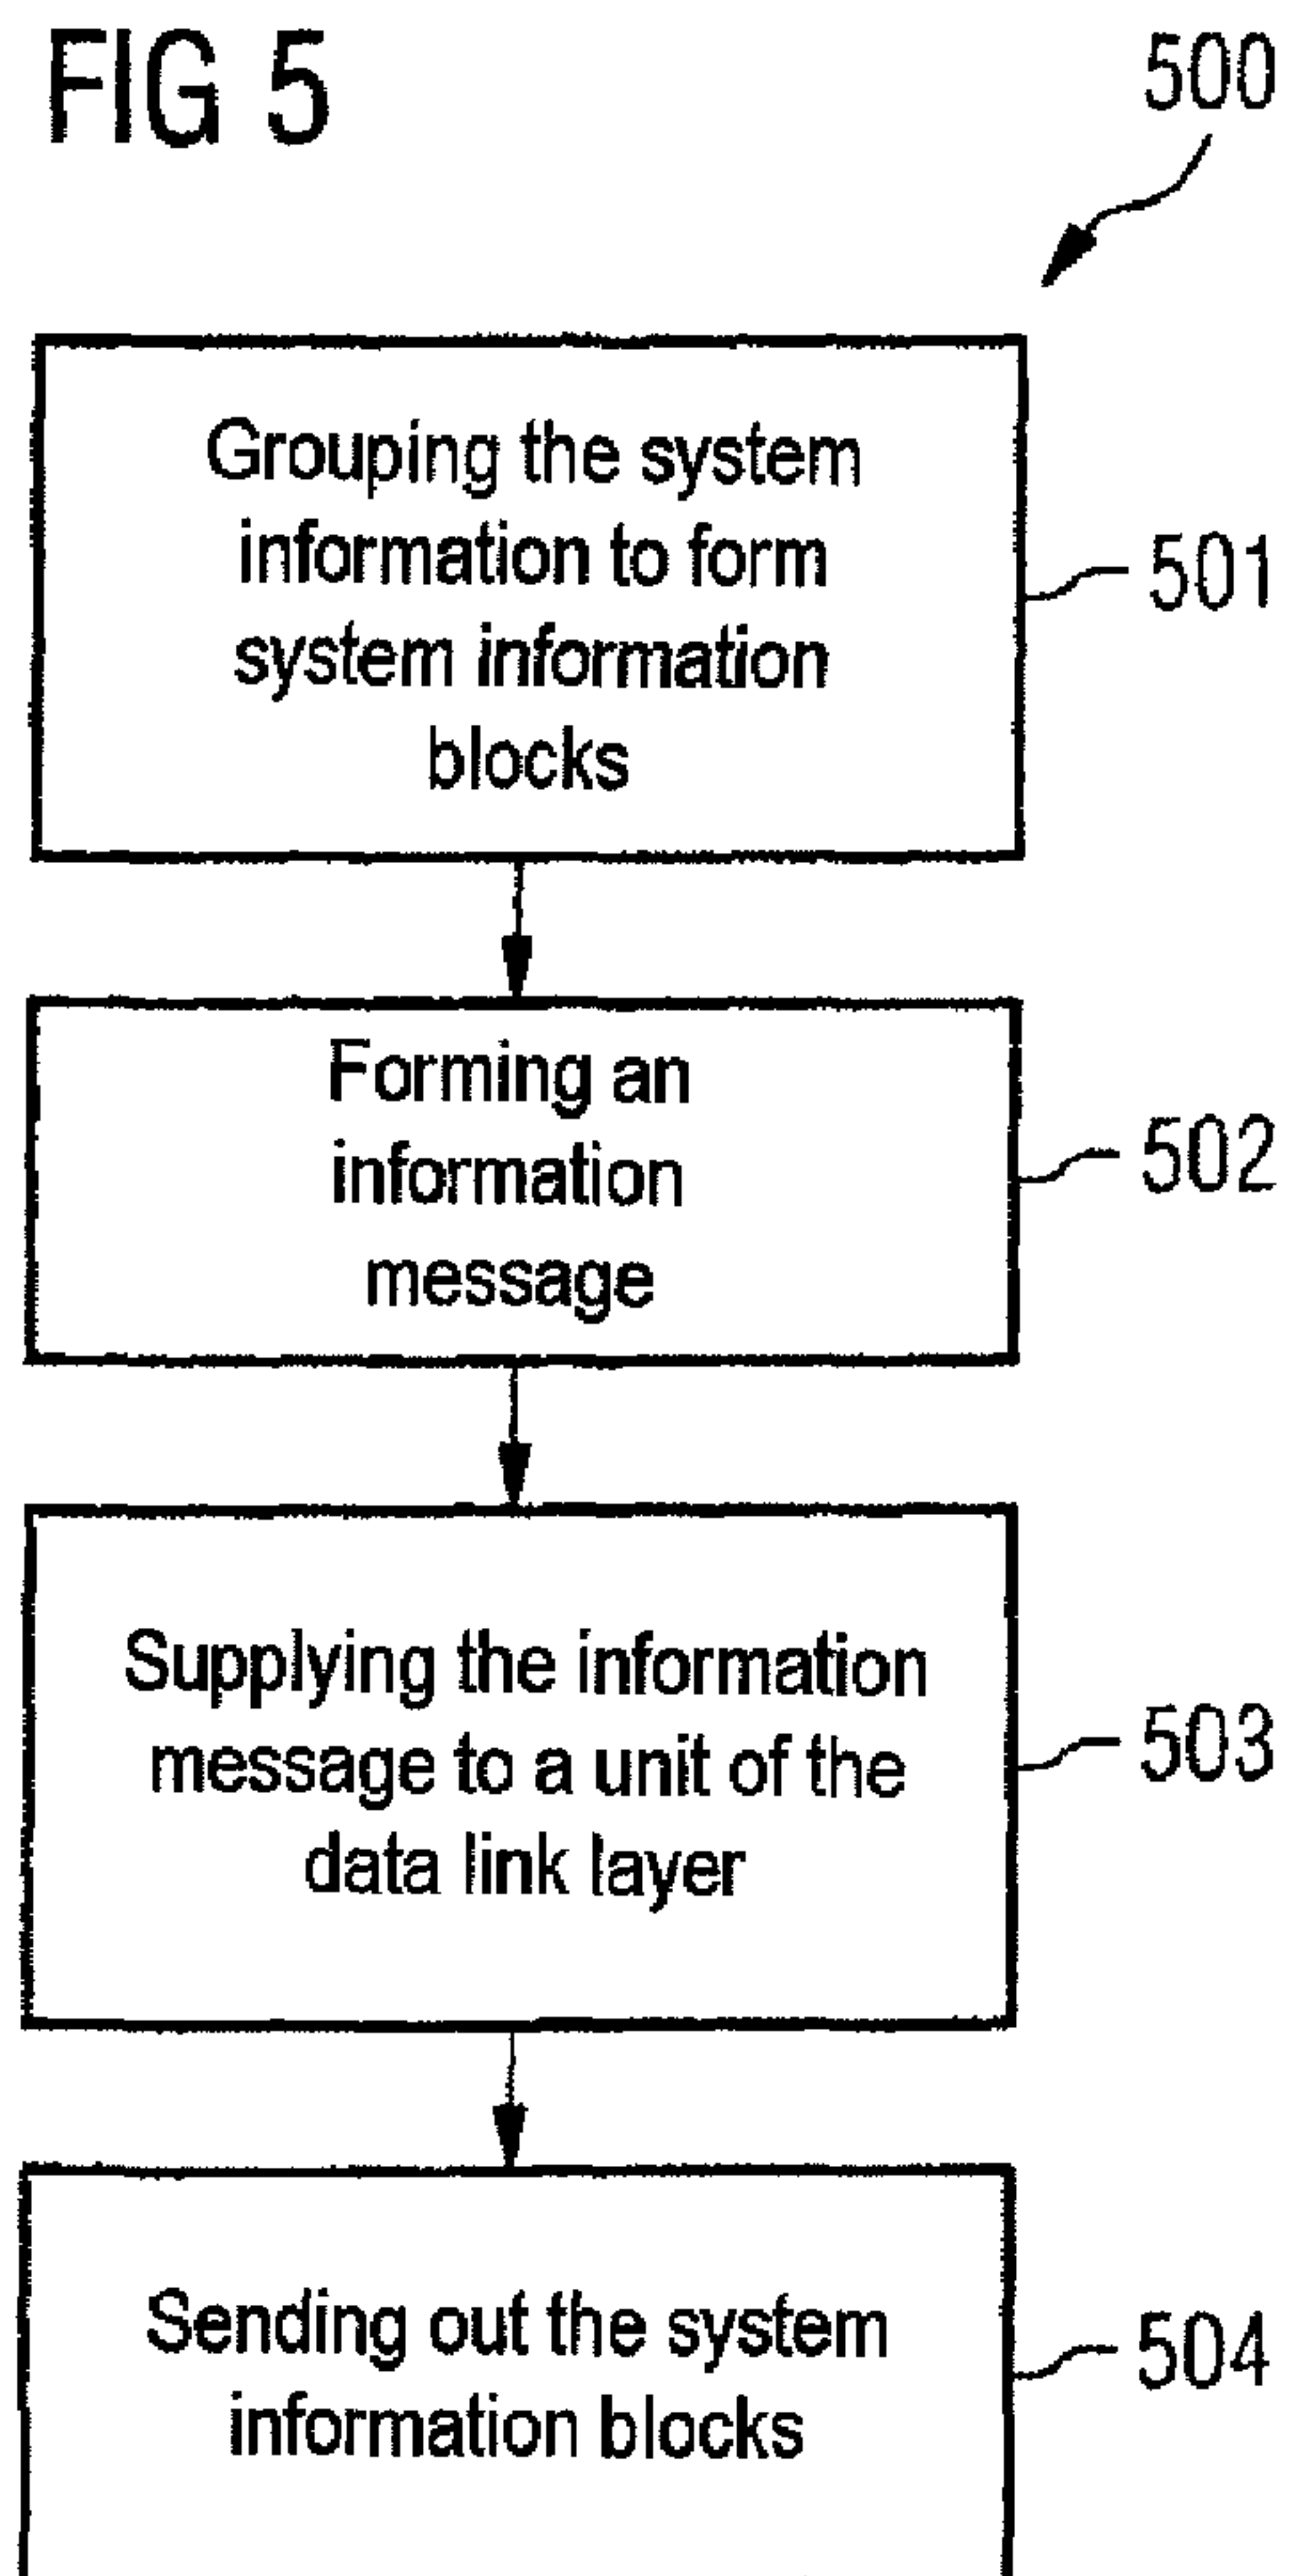 FIG 5
500
Grouping the system
information to form
system information
blocks
501
Forming an
information
message
502
Supplying the information
message to a unit of the
data link layer
503
Sending out the system
information blocks
504